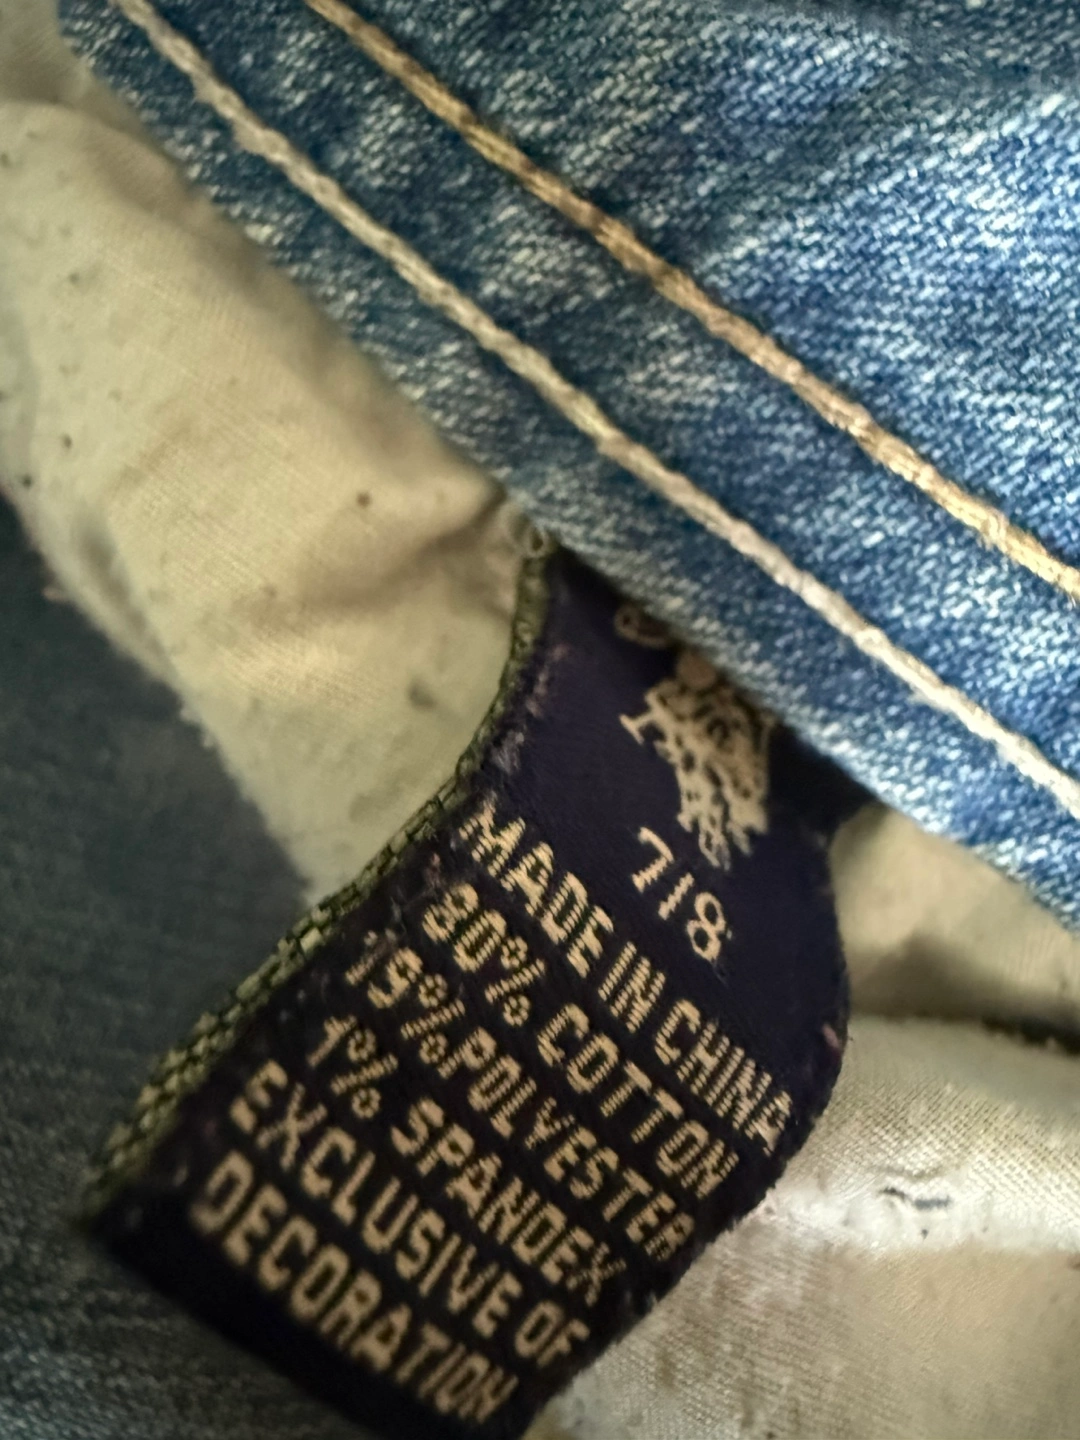 7/8
MADE IN CHINA
80% COTTON
19% POLYESTER
1% SPANDEX
EXCLUSIVE OF
DECORATION